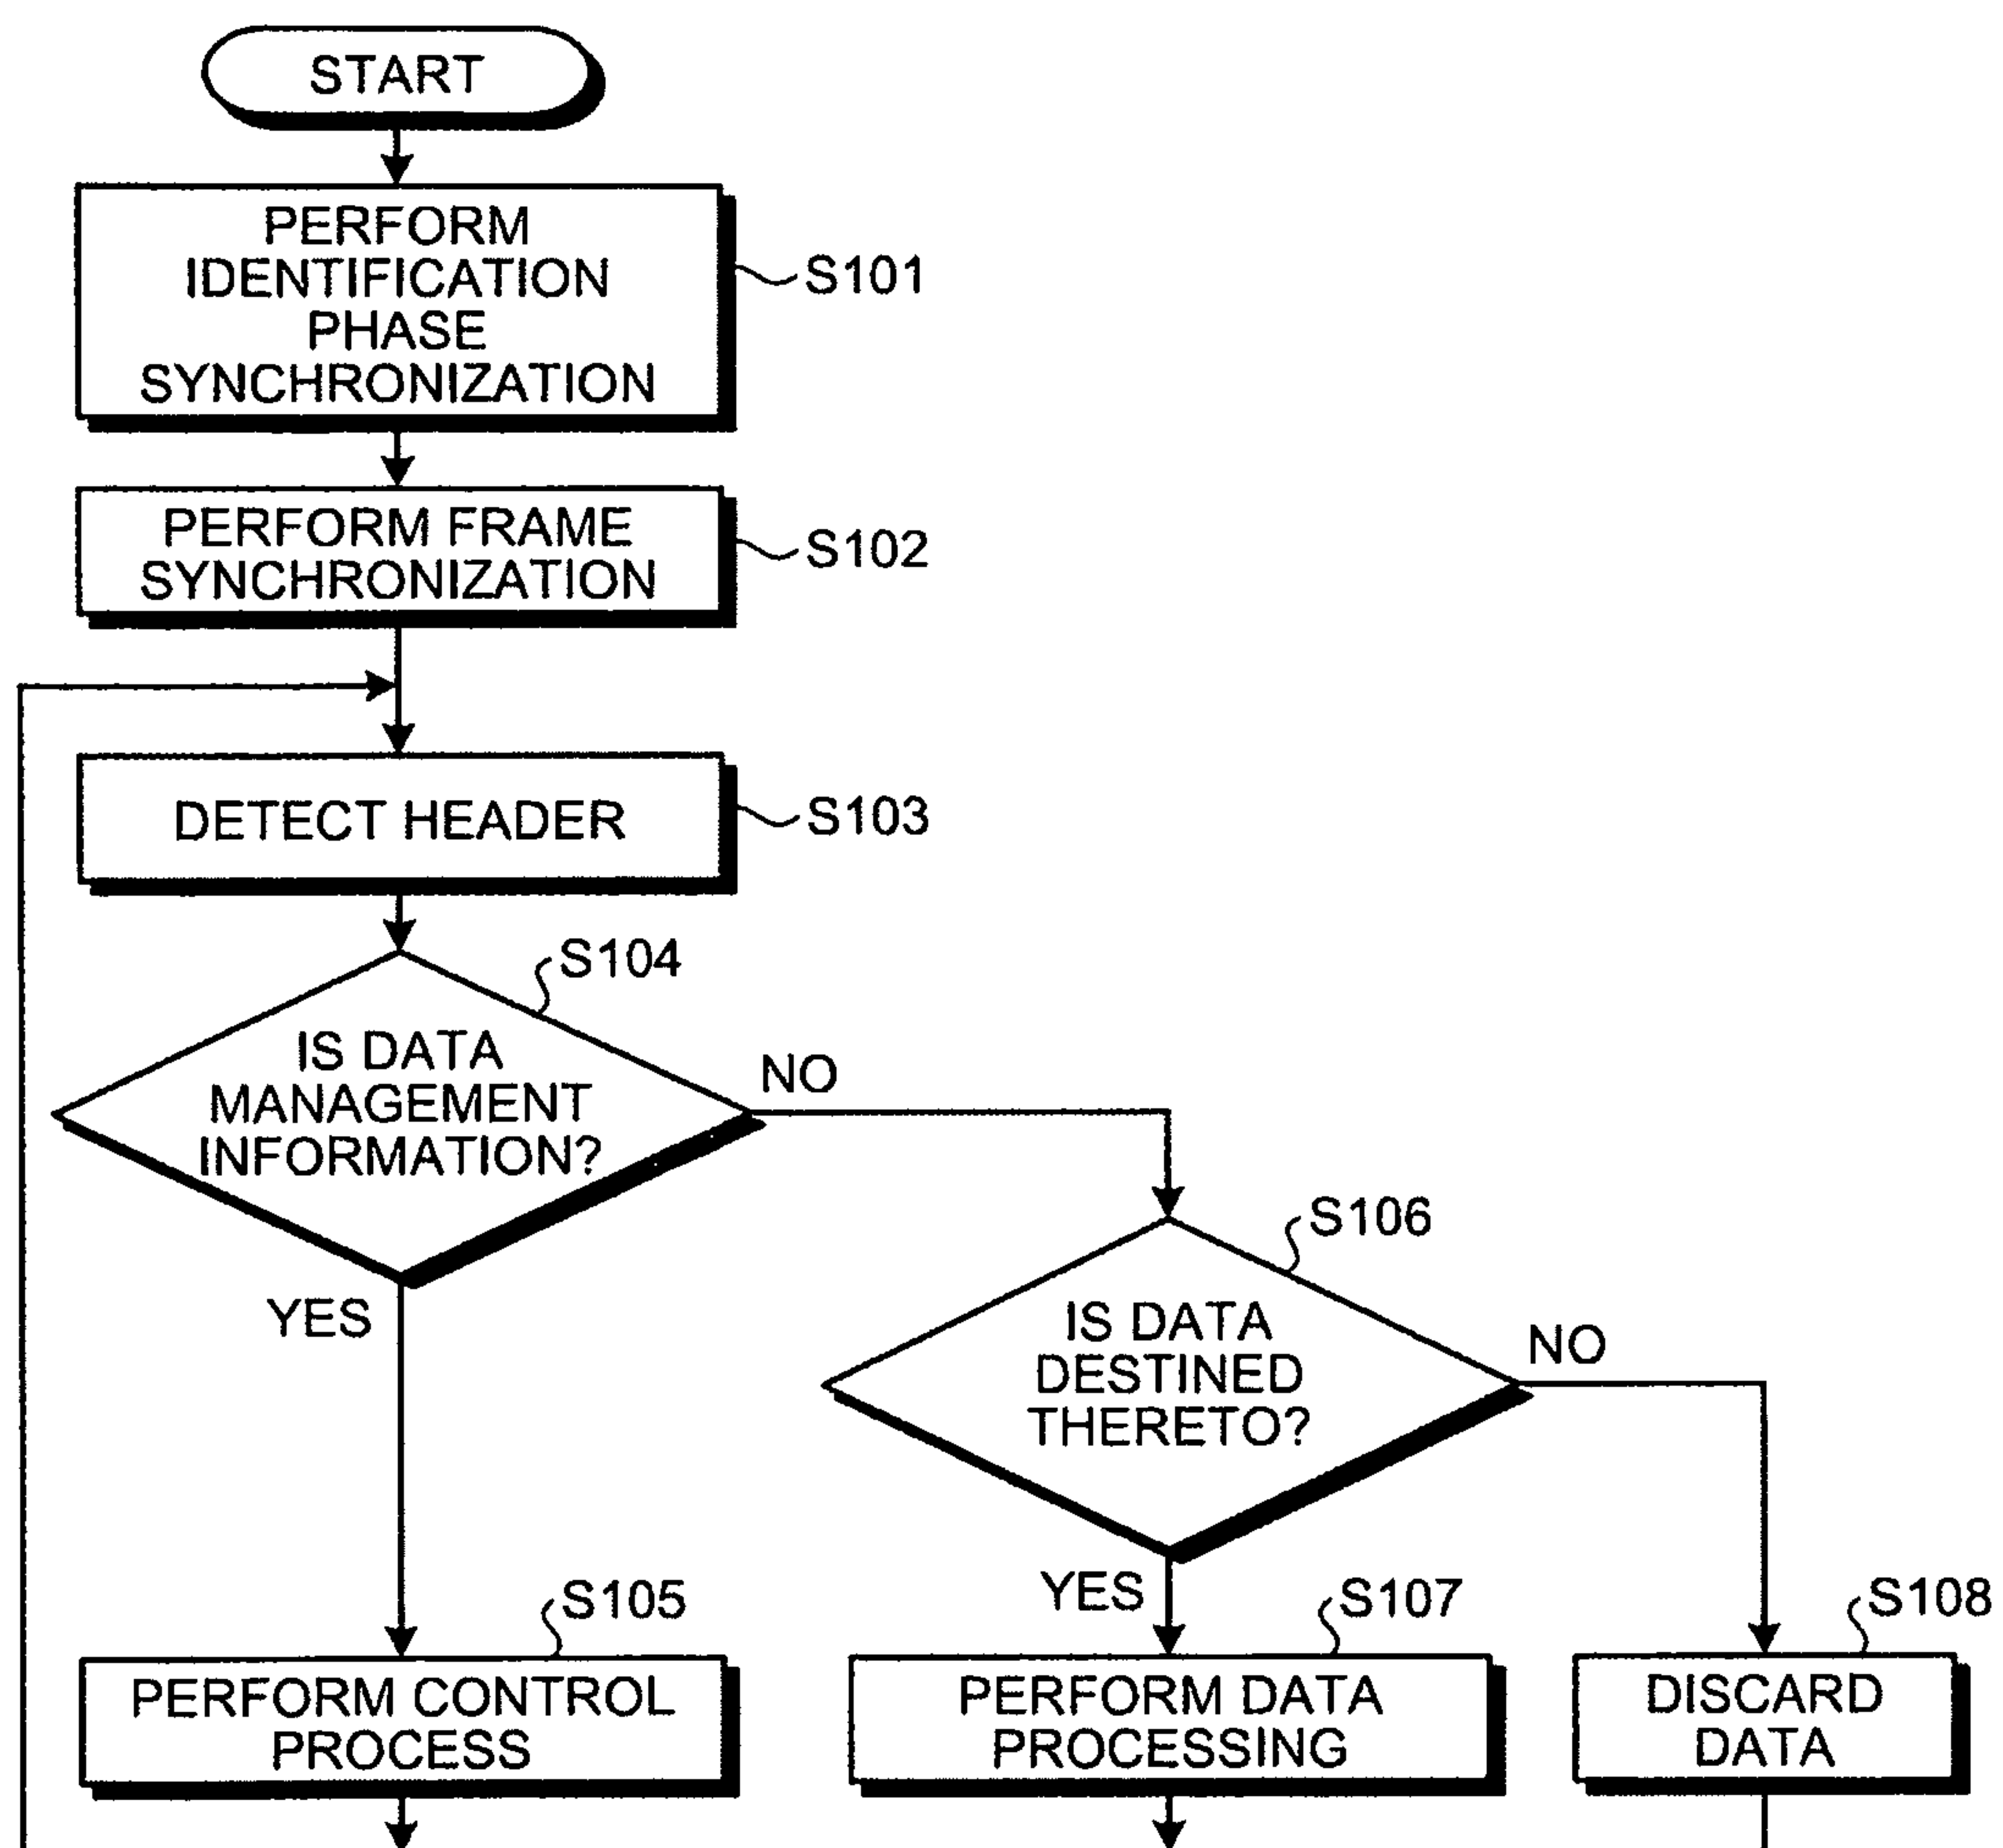 START
PERFORM
IDENTIFICATION
PHASE
SYNCHRONIZATION
S101
PERFORM FRAME
SYNCHRONIZATION
S102
DETECT HEADER
S103
S104
IS DATA
MANAGEMENT
INFORMATION?
NO
YES
S106
IS DATA
DESTINED
THERETO?
NO
YES
S105
PERFORM CONTROL
PROCESS
S107
PERFORM DATA
PROCESSING
S108
DISCARD
DATA